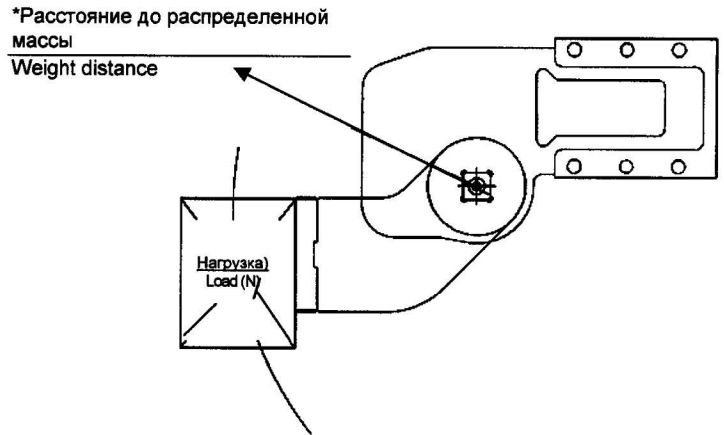 *Расстояние до распределенной
массы
Weight distance
Нагрузка)
Load (N)